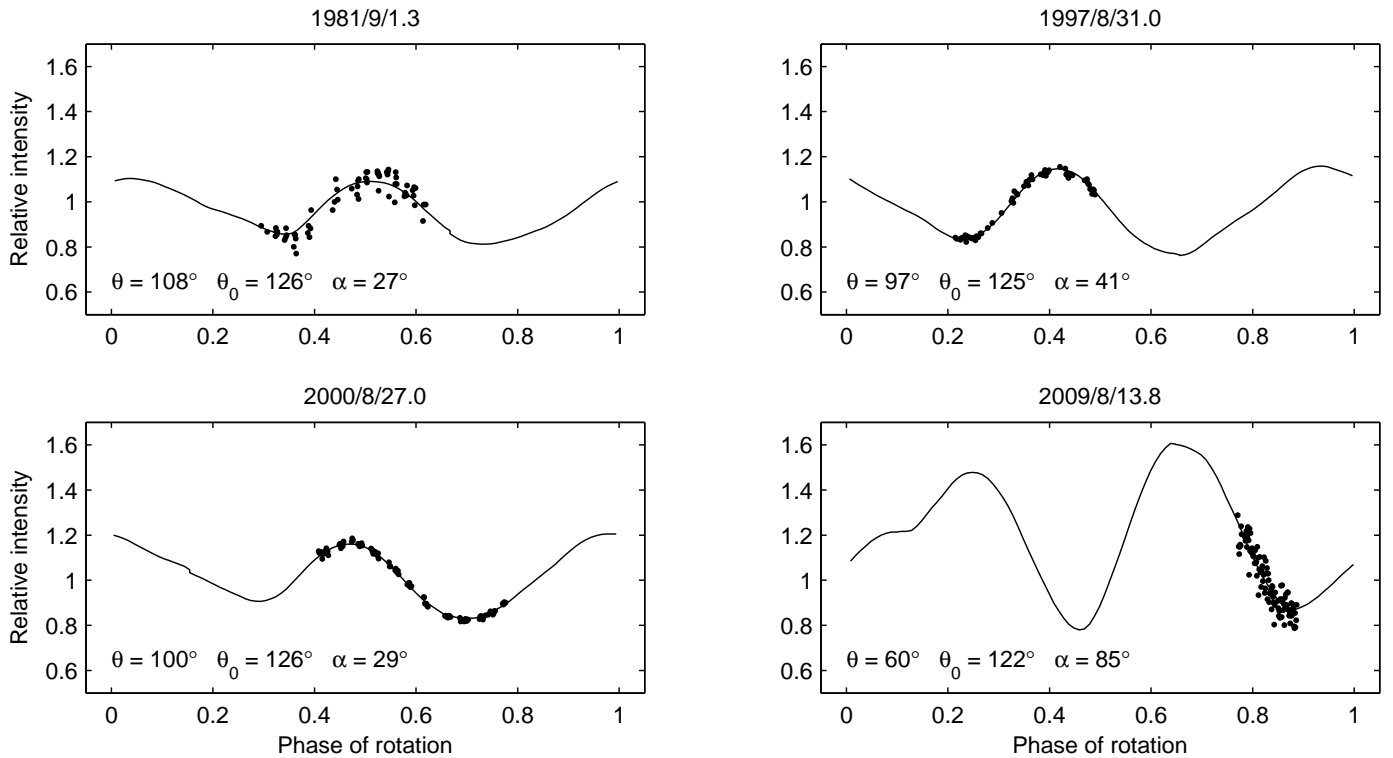 1981/9/1.3
1.6
1.4
1.2
1
0.8
0.6
Relative intensity
θ = 108° θ0 = 126° α = 27°
0 0.2 0.4 0.6 0.8 1
1997/8/31.0
1.6
1.4
1.2
1
0.8
0.6
θ = 97° θ0 = 125° α = 41°
0 0.2 0.4 0.6 0.8 1
2000/8/27.0
1.6
1.4
1.2
1
0.8
0.6
Relative intensity
θ = 100° θ0 = 126° α = 29°
0 0.2 0.4 0.6 0.8 1
Phase of rotation
2009/8/13.8
1.6
1.4
1.2
1
0.8
0.6
θ = 60° θ0 = 122° α = 85°
0 0.2 0.4 0.6 0.8 1
Phase of rotation